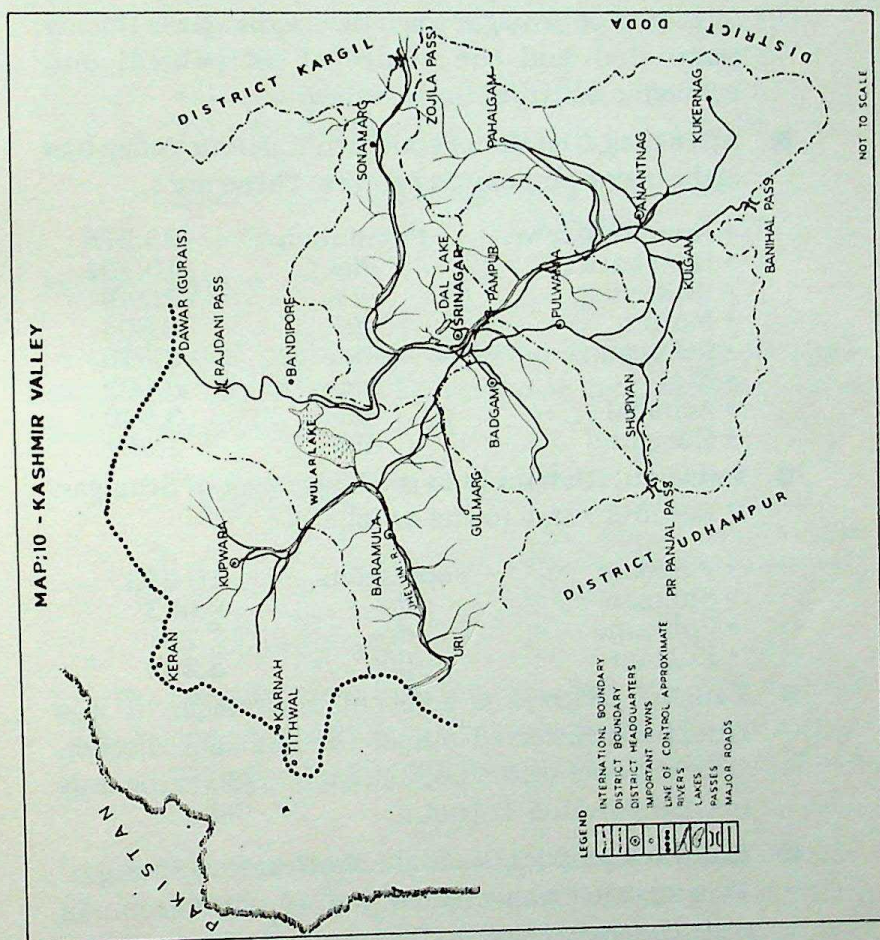 MAP;10 - KASHMIR VALLEY
DISTRICT KARGIL
DISTRICT DODA
DISTRICT UDHAMPUR
PAKISTAN
DAWAR (GURAIS)
RAJDANI PASS
BANDIPORE
WULAR LAKE
KUPWARA
KERAN
KARNAH
TITHWAL
SONAMARG
ZOJILA PASS
DAL LAKE
SRINAGAR
PAMPUR
BADGAM
GULMARG
BARAMULA
JHELUM.R.
URI
PAHALGAM
PULWAMA
ANANTNAG
KUKERNAG
KULGAM
SHUPIYAN
BANIHAL PASS
PIR PANJAL PASS
LEGEND
INTERNATIONL BOUNDARY
DISTRICT BOUNDARY
DISTRICT HEADQUARTERS
IMPORTANT TOWNS
LINE OF CONTROL APPROXIMATE
RIVERS
LAKES
PASSES
MAJOR ROADS
NOT TO SCALE